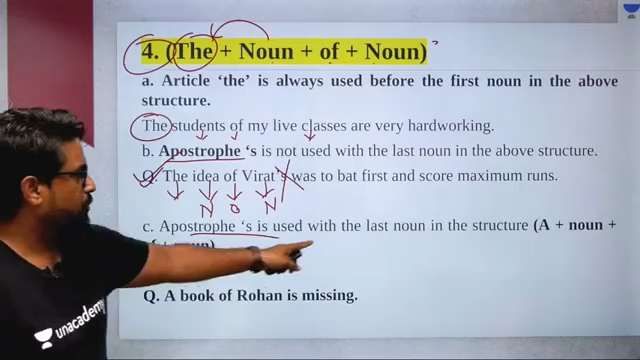 4. (The + Noun + of + Noun)
a. Article ‘the’ is always used before the first noun in the above
structure.
The students of my live classes are very hardworking.
b. Apostrophe ‘s is not used with the last noun in the above structure.
Q. The idea of Virat’s was to bat first and score maximum runs.
N O N
c. Apostrophe ‘s is used with the last noun in the structure (A + noun +
noun)
Q. A book of Rohan is missing.
unacademy